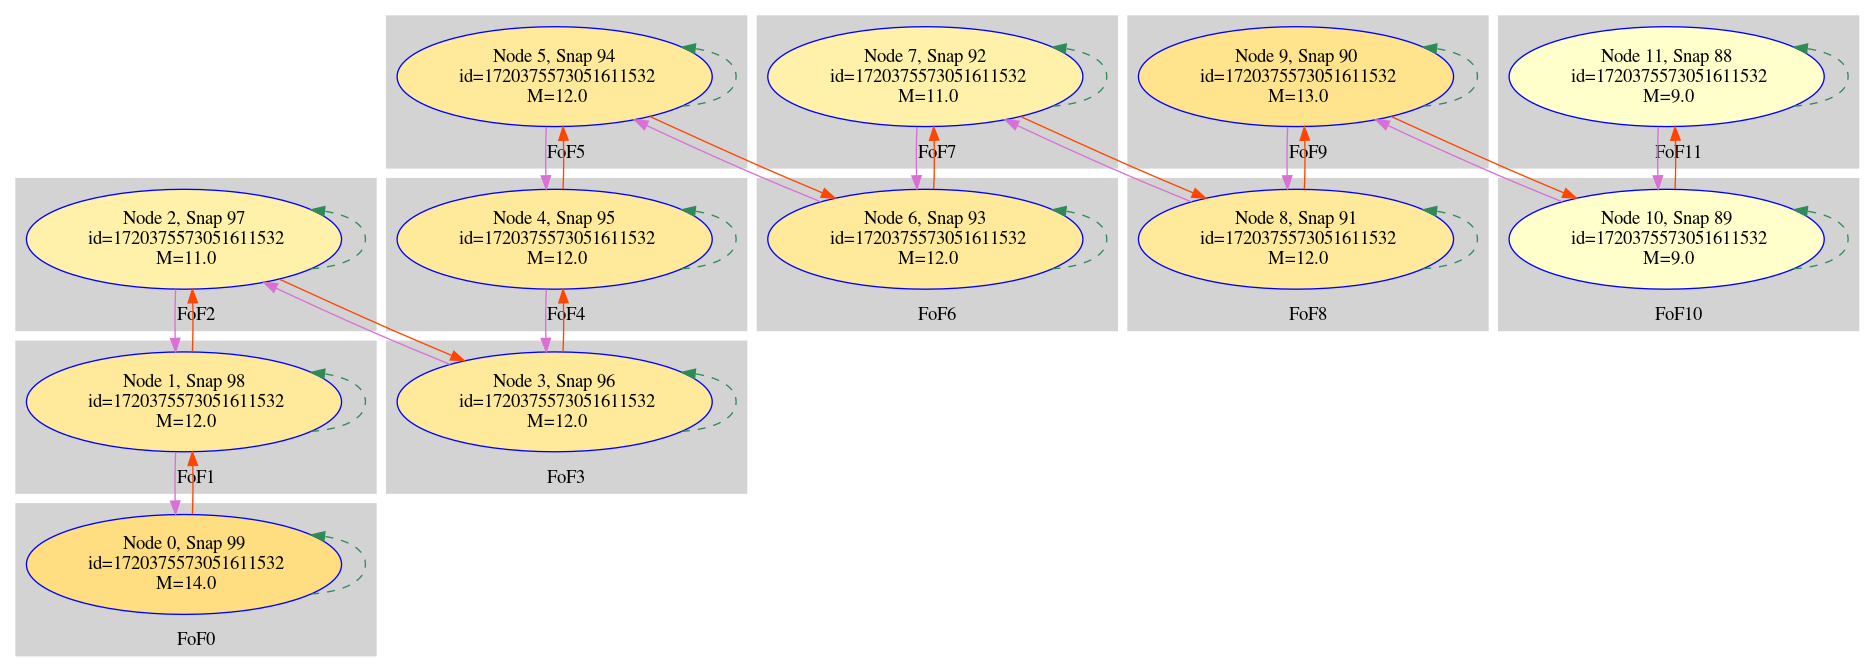 Node 5, Snap 94
id=1720375573051611532
M=12.0
FoF5
Node 7, Snap 92
id=1720375573051611532
M=11.0
FoF7
Node 9, Snap 90
id=1720375573051611532
M=13.0
FoF9
Node 11, Snap 88
id=1720375573051611532
M=9.0
FoF11
Node 2, Snap 97
id=1720375573051611532
M=11.0
FoF2
Node 4, Snap 95
id=1720375573051611532
M=12.0
FoF4
Node 6, Snap 93
id=1720375573051611532
M=12.0
FoF6
Node 8, Snap 91
id=1720375573051611532
M=12.0
FoF8
Node 10, Snap 89
id=1720375573051611532
M=9.0
FoF10
Node 1, Snap 98
id=1720375573051611532
M=12.0
FoF1
Node 3, Snap 96
id=1720375573051611532
M=12.0
FoF3
Node 0, Snap 99
id=1720375573051611532
M=14.0
FoF0